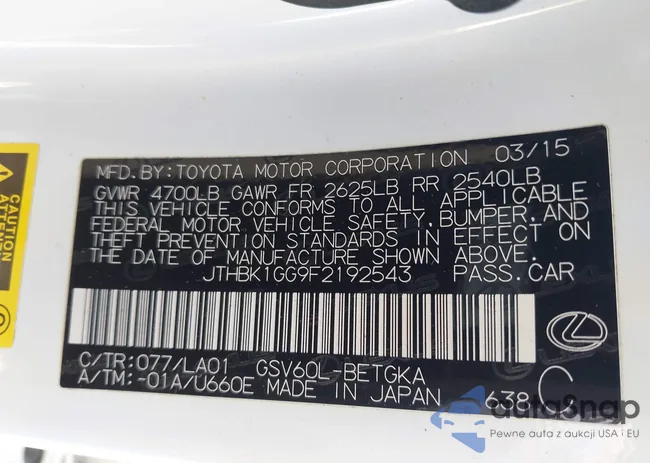 MFD.BY:TOYOTA MOTOR CORPORATION 03/15
GVWR 4700LB GAWR FR 2625LB RR 2540LB
THIS VEHICLE CONFORMS TO ALL APPLICABLE
FEDERAL MOTOR VEHICLE SAFETY, BUMPER, AND
THEFT PREVENTION STANDARDS IN EFFECT ON
THE DATE OF MANUFACTURE SHOWN ABOVE.
JTHBK1GG9F2192543 PASS.CAR
C/TR:077/LA01 GSV60L-BETGKA
A/TM:-01A/U660E MADE IN JAPAN 638 C
CAUTION
autoSnap
Pewne auta z aukcji USA i EU